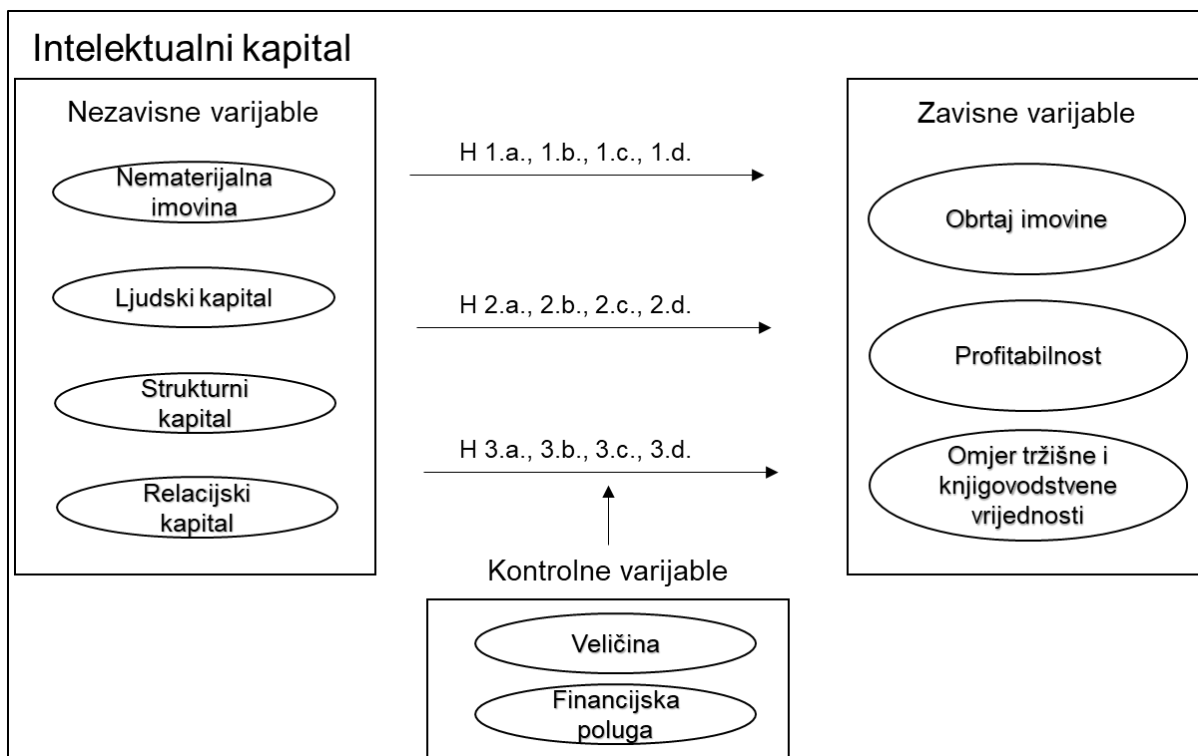 Intelektualni kapital
Nezavisne varijable
Nematerijalna
imovina
Ljudski kapital
Strukturni
kapital
Relacijski
kapital
H 1.a., 1.b., 1.c., 1.d.
H 2.a., 2.b., 2.c., 2.d.
H 3.a., 3.b., 3.c., 3.d.
Kontrolne varijable
Veličina
Financijska
poluga
Zavisne varijable
Obrtaj imovine
Profitabilnost
Omjer tržišne i
knjigovodstvene
vrijednosti